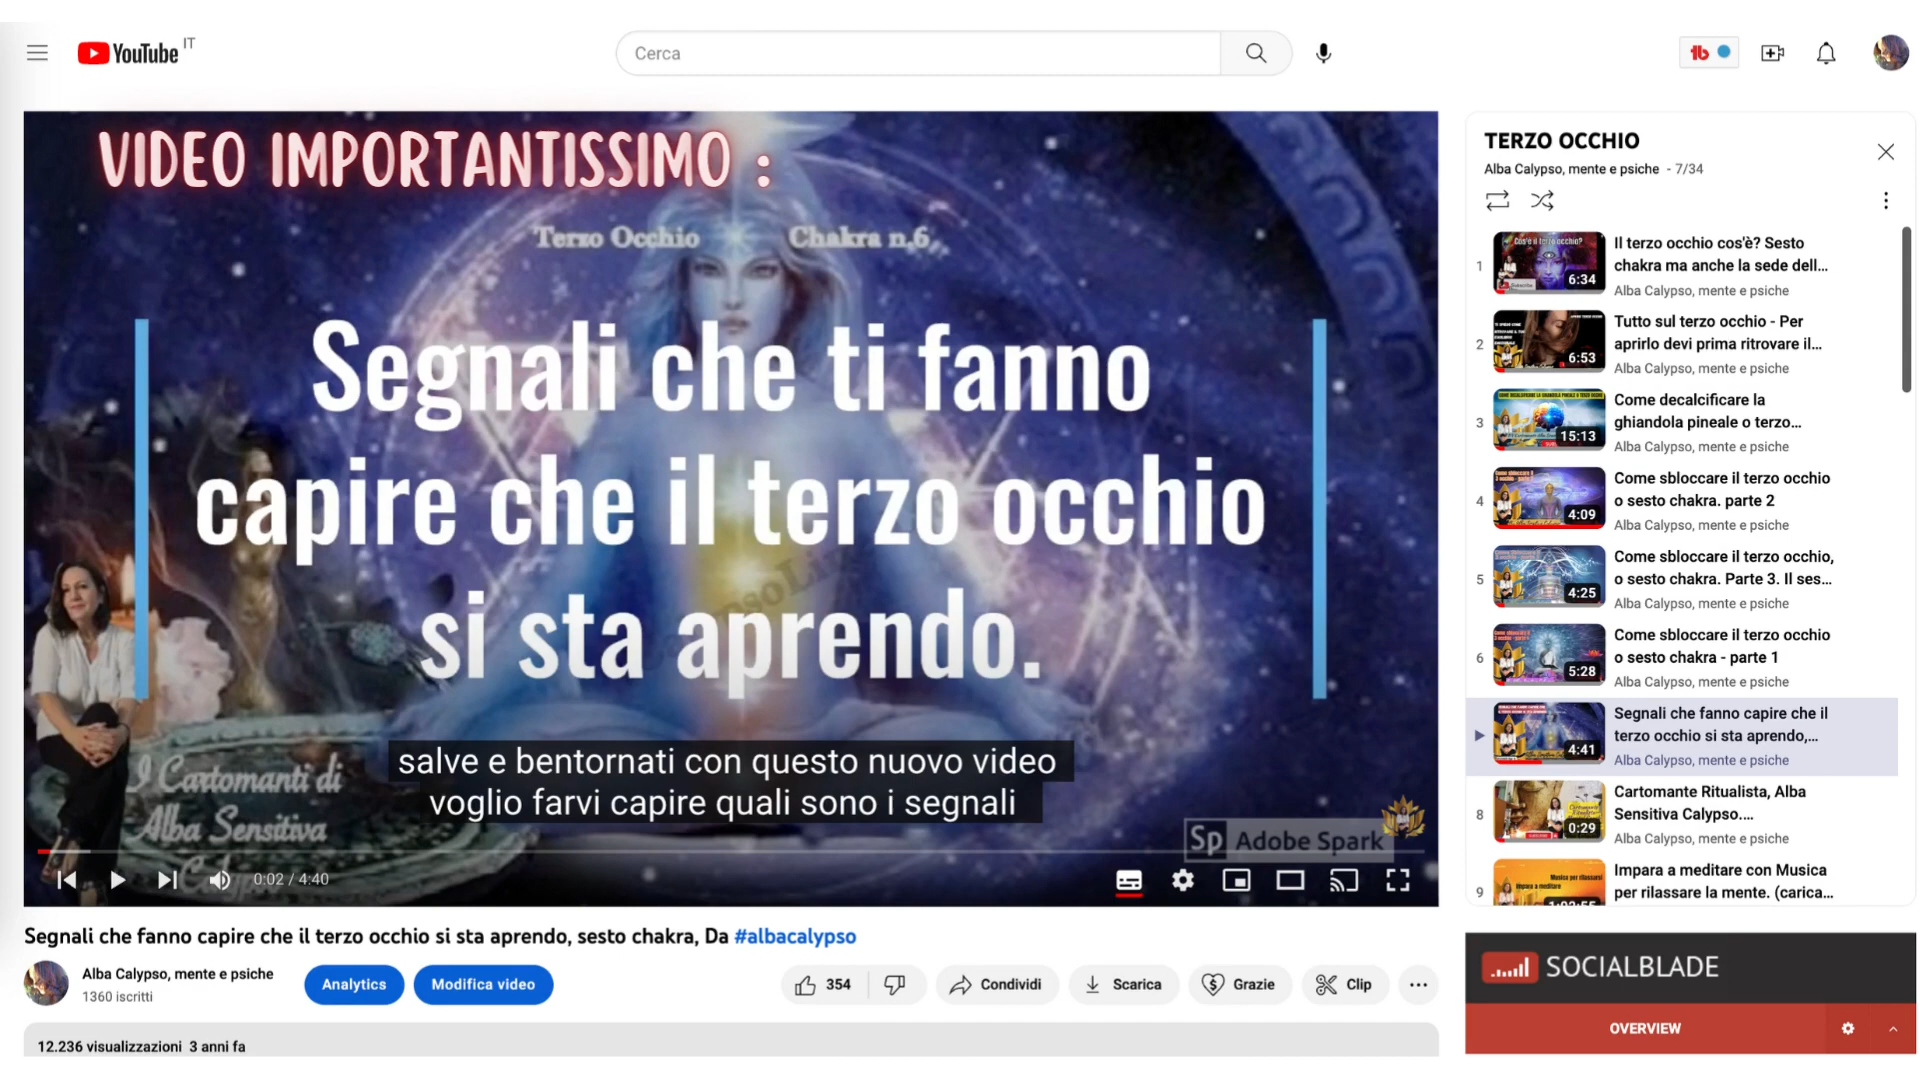 YouTube IT
Cerca
VIDEO IMPORTANTISSIMO :
Terzo Occhio Chakra n.6
Segnali che ti fanno
capire che il terzo occhio
si sta aprendo.
I Cartomanti di
Alba Sensitiva
salve e bentornati con questo nuovo video
voglio farvi capire quali sono i segnali
Sp Adobe Spark
0:02 / 4:40
Segnali che fanno capire che il terzo occhio si sta aprendo, sesto chakra, Da #albacalypso
Alba Calypso, mente e psiche
1360 iscritti
Analytics
Modifica video
354
Condividi
Scarica
Grazie
Clip
12.236 visualizzazioni 3 anni fa
TERZO OCCHIO
Alba Calypso, mente e psiche - 7/34
1
6:34
Il terzo occhio cos'è? Sesto
chakra ma anche la sede dell...
Alba Calypso, mente e psiche
2
6:53
Tutto sul terzo occhio - Per
aprirlo devi prima ritrovare il...
Alba Calypso, mente e psiche
3
15:13
Come decalcificare la
ghiandola pineale o terzo...
Alba Calypso, mente e psiche
4
4:09
Come sbloccare il terzo occhio
o sesto chakra. parte 2
Alba Calypso, mente e psiche
5
4:25
Come sbloccare il terzo occhio,
o sesto chakra. Parte 3. Il ses...
Alba Calypso, mente e psiche
6
5:28
Come sbloccare il terzo occhio
o sesto chakra - parte 1
Alba Calypso, mente e psiche
4:41
Segnali che fanno capire che il
terzo occhio si sta aprendo,...
Alba Calypso, mente e psiche
8
0:29
Cartomante Ritualista, Alba
Sensitiva Calypso....
Alba Calypso, mente e psiche
9
Impara a meditare con Musica
per rilassare la mente. (carica...
SOCIALBLADE
OVERVIEW